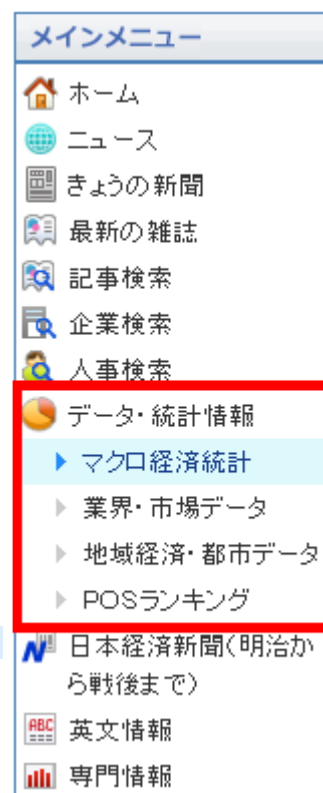 メインメニュー
ホーム
ニュース
きょうの新聞
最新の雑誌
記事検索
企業検索
人事検索
データ・統計情報
マクロ経済統計
業界・市場データ
地域経済・都市データ
POSランキング
日本経済新聞(明治か
ら戦後まで)
ABC
英文情報
専門情報